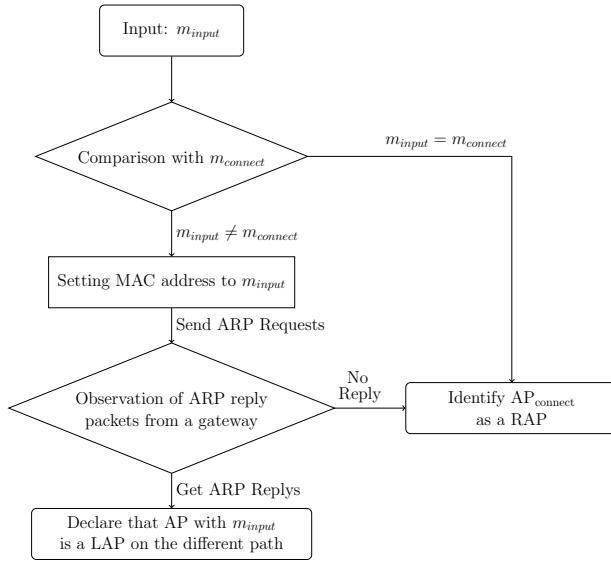 Input: m_input
Comparison with m_connect
m_input = m_connect
m_input ≠ m_connect
Setting MAC address to m_input
Send ARP Requests
Observation of ARP reply
packets from a gateway
No
Reply
Identify AP_connect
as a RAP
Get ARP Replys
Declare that AP with m_input
is a LAP on the different path